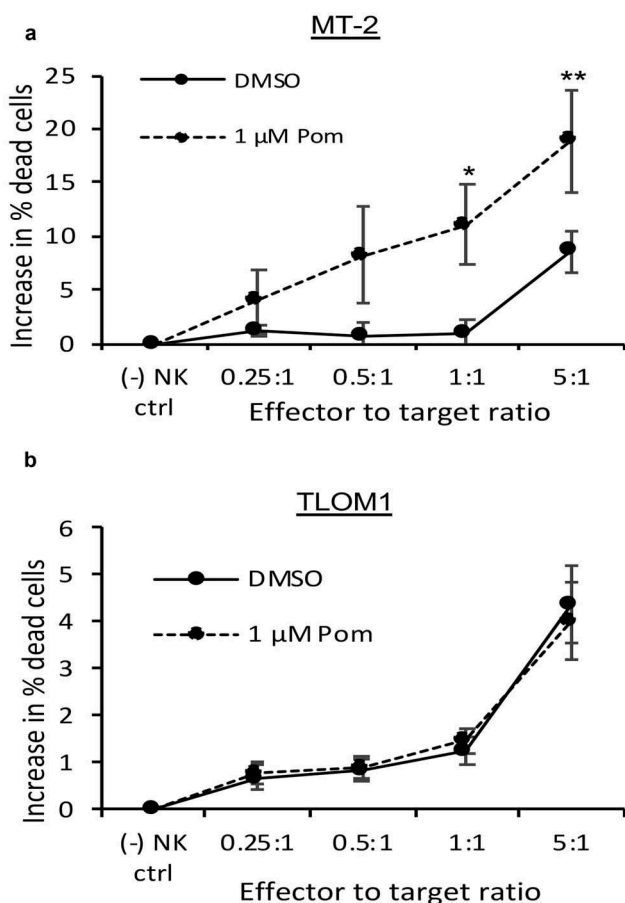 a
MT-2
Increase in % dead cells
25
20
15
10
5
0
DMSO
1 µM Pom
*
**
(-) NK ctrl
0.25:1
0.5:1
1:1
5:1
Effector to target ratio
b
TLOM1
Increase in % dead cells
6
5
4
3
2
1
0
DMSO
1 µM Pom
(-) NK
ctrl
0.25:1
0.5:1
1:1
5:1
Effector to target ratio